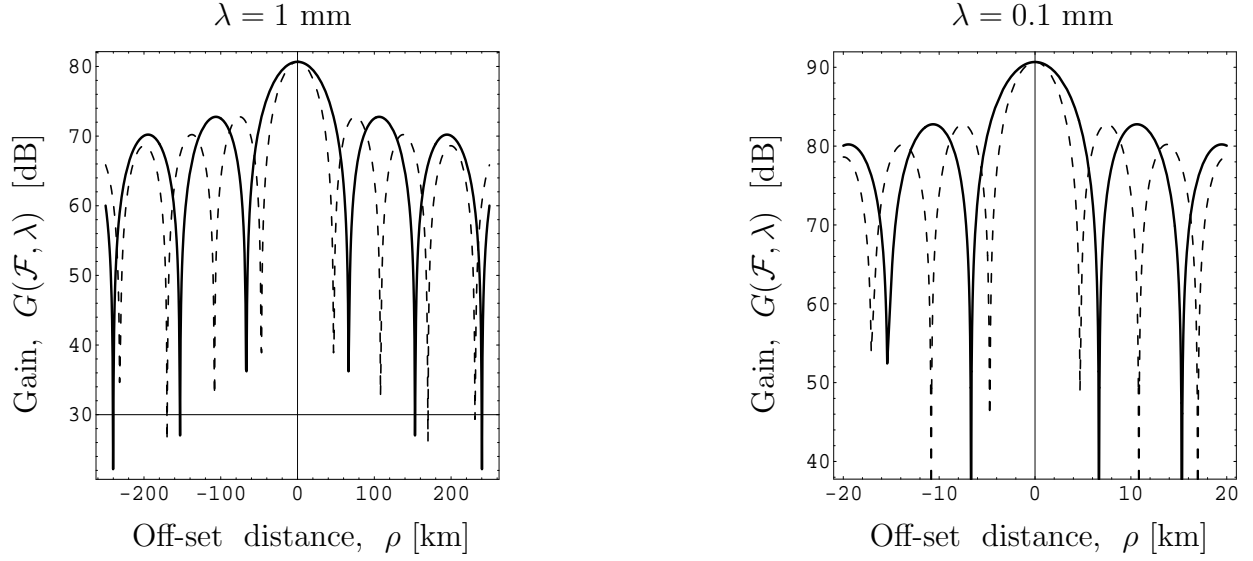 λ = 1 mm
Gain, G(𝓕, λ) [dB]
80
70
60
50
40
30
-200 -100 0 100 200
Off-set distance, ρ [km]
λ = 0.1 mm
Gain, G(𝓕, λ) [dB]
90
80
70
60
50
40
-20 -10 0 10 20
Off-set distance, ρ [km]